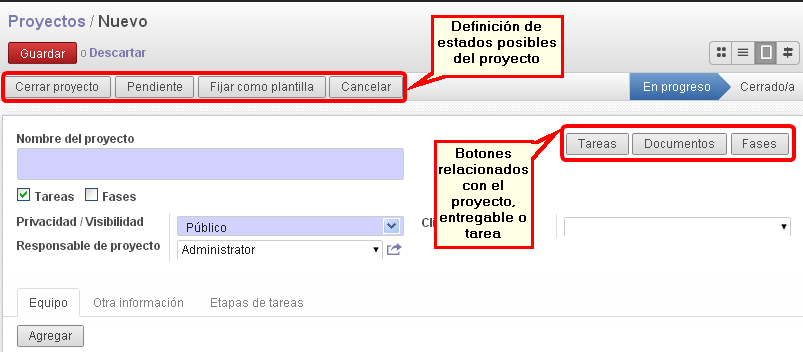 Proyectos / Nuevo
Guardar o Descartar
Definición de
estados posibles
del proyecto
Cerrar proyecto Pendiente Fijar como plantilla Cancelar
En progreso Cerrado/a
Nombre del proyecto
Tareas Documentos Fases
Botones
relacionados
con el
proyecto,
entregable o
tarea
Tareas Fases
Privacidad / Visibilidad Público
Responsable de proyecto Administrator
Equipo Otra información Etapas de tareas
Agregar